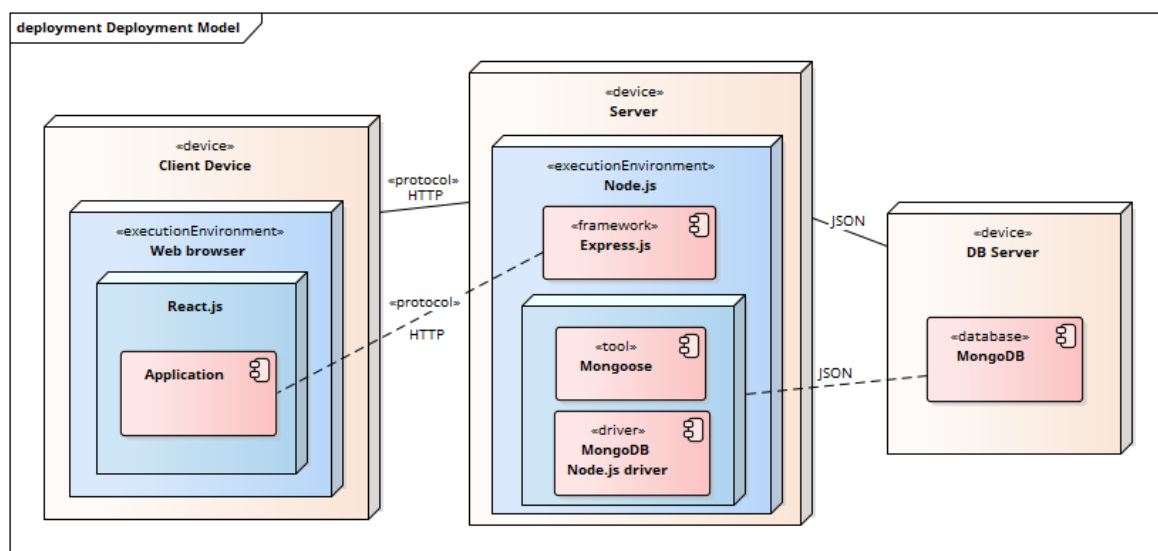 deployment Deployment Model
«device»
Client Device
«executionEnvironment»
Web browser
React.js
Application
«protocol»
HTTP
«protocol»
HTTP
«device»
Server
«executionEnvironment»
Node.js
«framework»
Express.js
«tool»
Mongoose
«driver»
MongoDB
Node.js driver
JSON
JSON
«device»
DB Server
«database»
MongoDB